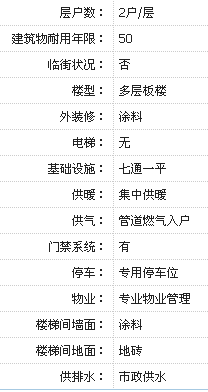 层户数： 2户/层
建筑物耐用年限： 50
临街状况： 否
楼型： 多层板楼
外装修： 涂料
电梯： 无
基础设施： 七通一平
供暖： 集中供暖
供气： 管道燃气入户
门禁系统： 有
停车： 专用停车位
物业： 专业物业管理
楼梯间墙面： 涂料
楼梯间地面： 地砖
供排水： 市政供水